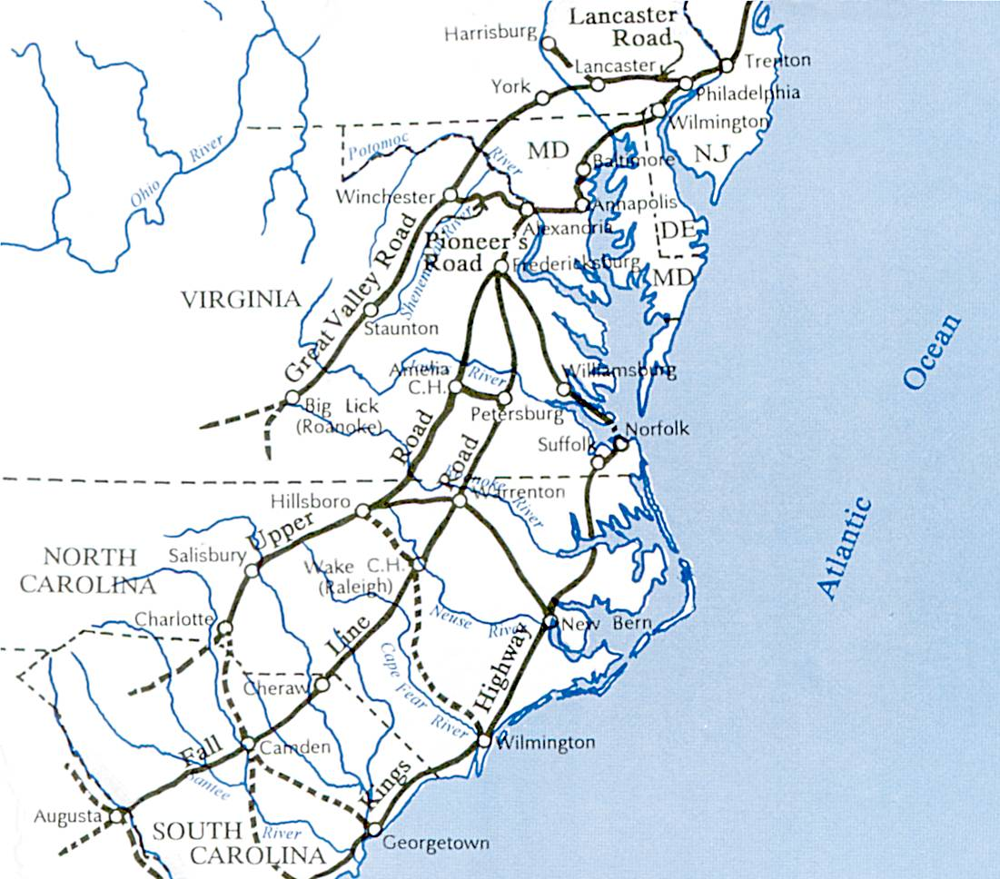 Lancaster
Road
Harrisburg
Lancaster
Trenton
York
Philadelphia
Wilmington
Potomoc
River
MD
NJ
Ohio
River
Baltimore
Winchester
Annapolis
DE
Alexandria
Pioneer's
Road
Fredericksburg
MD
River
VIRGINIA
Great Valley Road
Staunton
Ocean
Amelia
C.H.
River
Williamsburg
Big Lick
(Roanoke)
Petersburg
Norfolk
Suffolk
Road
Road
Roanoke
River
Warrenton
Hillsboro
Upper
Atlantic
NORTH
CAROLINA
Salisbury
Wake C.H.
(Raleigh)
Neuse River
New Bern
Charlotte
Line
Highway
Cape Fear River
Cheraw
Fall
Camden
Wilmington
Santee
Kings
Augusta
SOUTH
CAROLINA
River
Georgetown